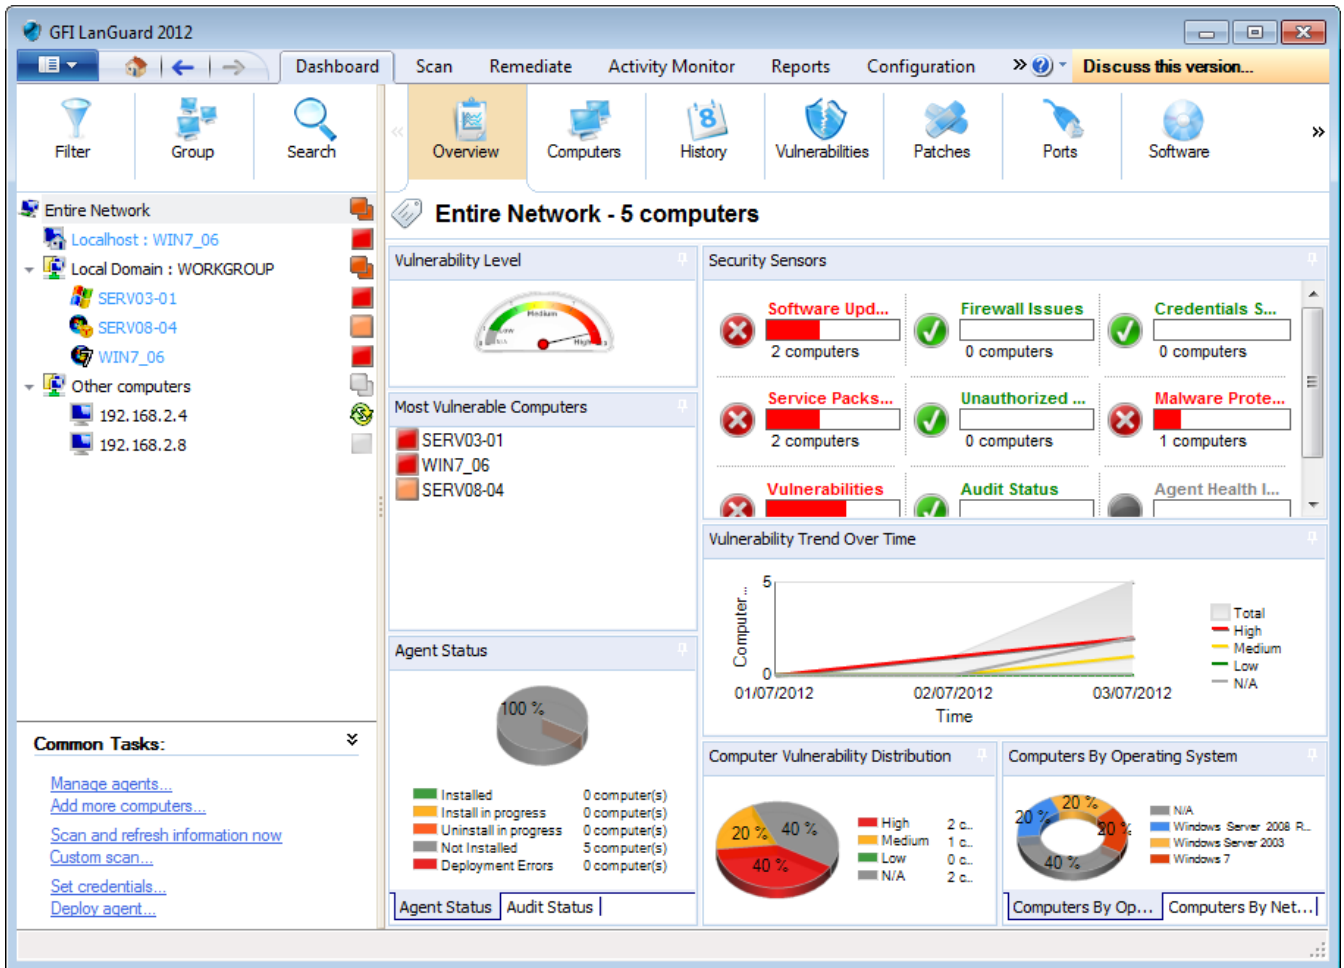 GFI LanGuard 2012
Dashboard Scan Remediate Activity Monitor Reports Configuration » Discuss this version...
Filter Group Search Overview Computers History Vulnerabilities Patches Ports Software
8
Entire Network
Localhost : WIN7_06
Local Domain : WORKGROUP
SERV03-01
SERV08-04
WIN7_06
Other computers
192.168.2.4
192.168.2.8
Common Tasks:
Manage agents...
Add more computers...
Scan and refresh information now
Custom scan...
Set credentials...
Deploy agent...
Entire Network - 5 computers
Vulnerability Level
Medium
Low
N/A
High
Most Vulnerable Computers
SERV03-01
WIN7_06
SERV08-04
Agent Status
100 %
Installed 0 computer(s)
Install in progress 0 computer(s)
Uninstall in progress 0 computer(s)
Not Installed 5 computer(s)
Deployment Errors 0 computer(s)
Agent Status Audit Status
Security Sensors
Software Upd... Firewall Issues Credentials S...
2 computers 0 computers 0 computers
Service Packs... Unauthorized ... Malware Prote...
2 computers 0 computers 1 computers
Vulnerabilities Audit Status Agent Health I...
Vulnerability Trend Over Time
Computer...
5
0
01/07/2012 02/07/2012 03/07/2012
Time
Total
High
Medium
Low
N/A
Computer Vulnerability Distribution
20 % 40 %
40 %
High 2 c..
Medium 1 c..
Low 0 c..
N/A 2 c..
Computers By Operating System
20 %
20 % 20 %
40 %
N/A
Windows Server 2008 R...
Windows Server 2003
Windows 7
Computers By Op... Computers By Net...